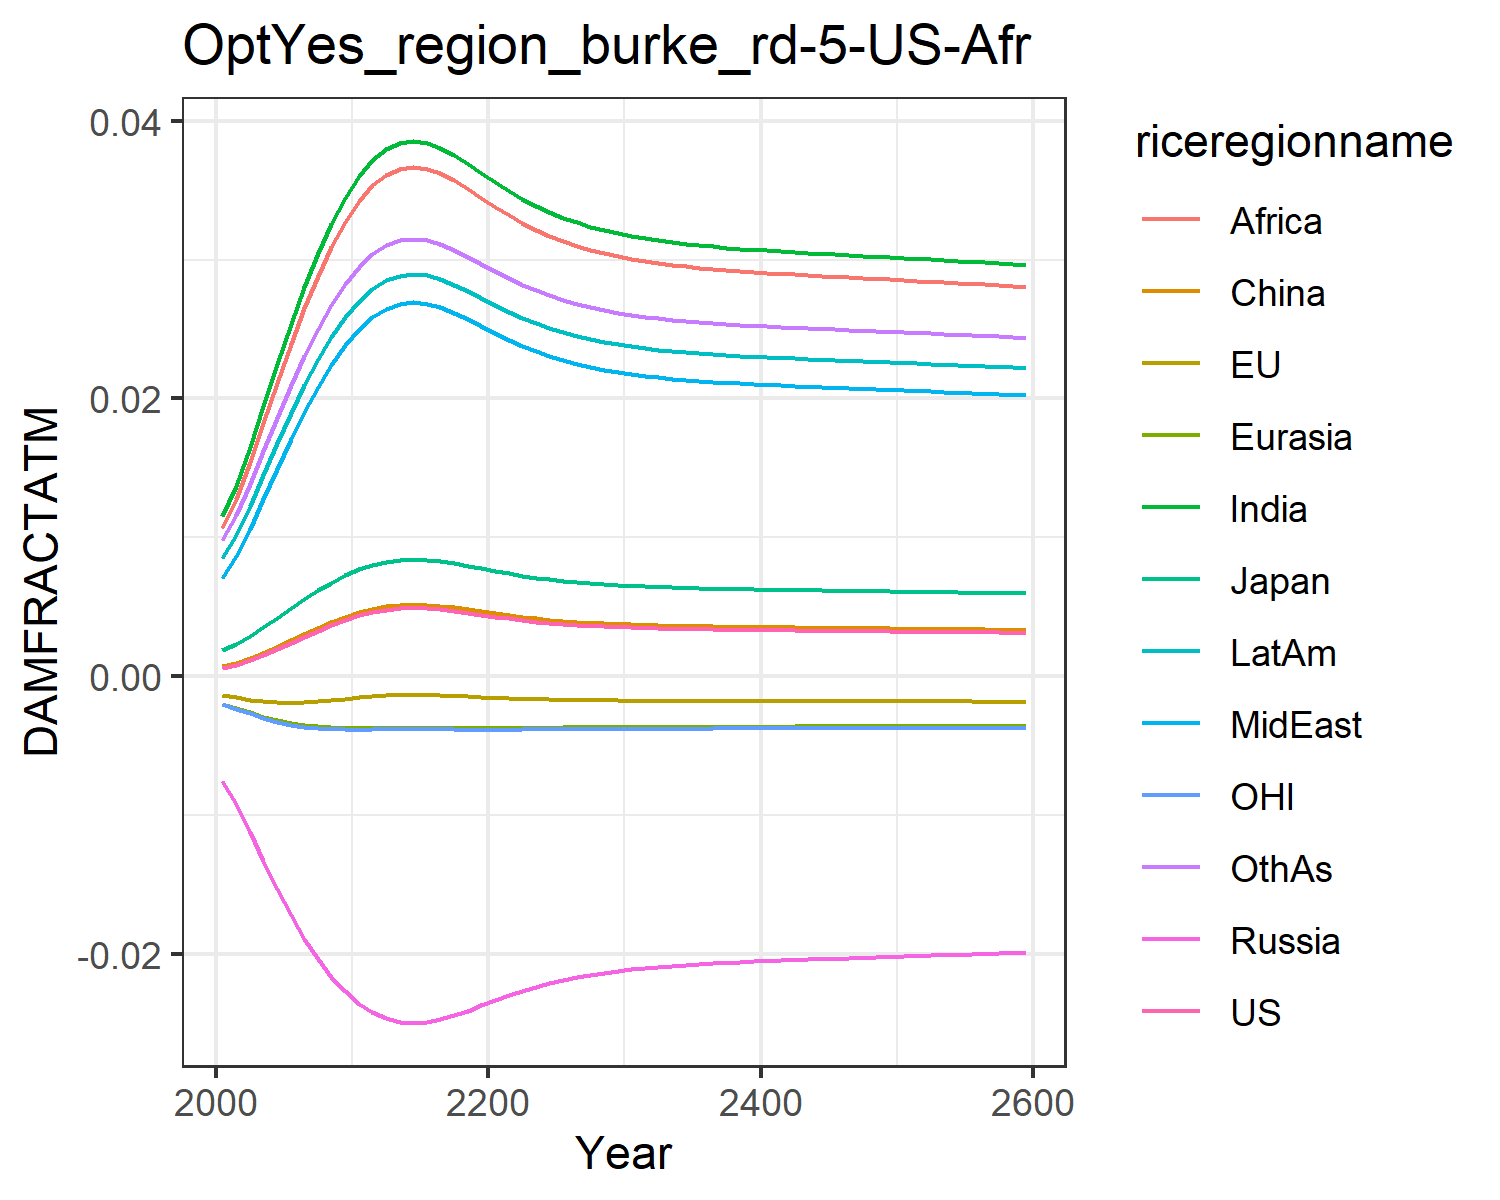 OptYes_region_burke_rd-5-US-Afr
0.04
0.02
0.00
-0.02
DAMFRACTATM
2000
2200
2400
2600
Year
riceregionname
Africa
China
EU
Eurasia
India
Japan
LatAm
MidEast
OHI
OthAs
Russia
US